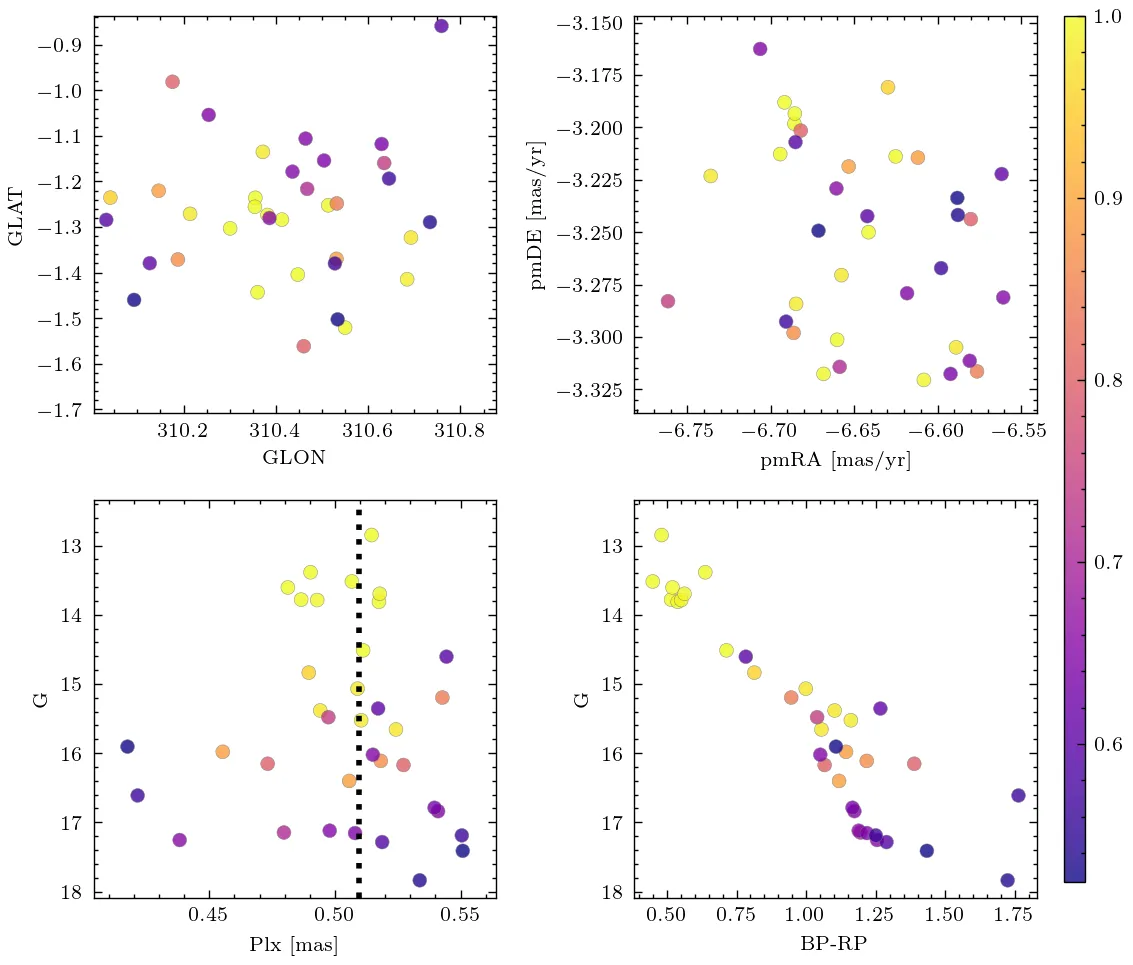 −0.9
−1.0
−1.1
−1.2
−1.3
−1.4
−1.5
−1.6
−1.7
GLAT
310.2 310.4 310.6 310.8
GLON
−3.150
−3.175
−3.200
−3.225
−3.250
−3.275
−3.300
−3.325
pmDE [mas/yr]
−6.75 −6.70 −6.65 −6.60 −6.55
pmRA [mas/yr]
13
14
15
16
17
18
G
0.45 0.50 0.55
Plx [mas]
13
14
15
16
17
18
G
0.50 0.75 1.00 1.25 1.50 1.75
BP-RP
1.0
0.9
0.8
0.7
0.6